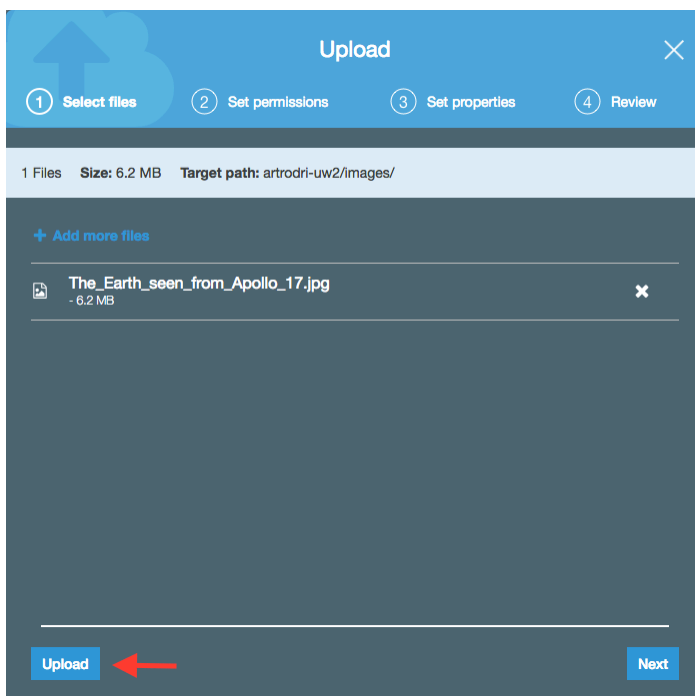 Upload
1 Select files 2 Set permissions 3 Set properties 4 Review
1 Files Size: 6.2 MB Target path: artrodri-uw2/images/
+ Add more files
The_Earth_seen_from_Apollo_17.jpg
- 6.2 MB
Upload Next